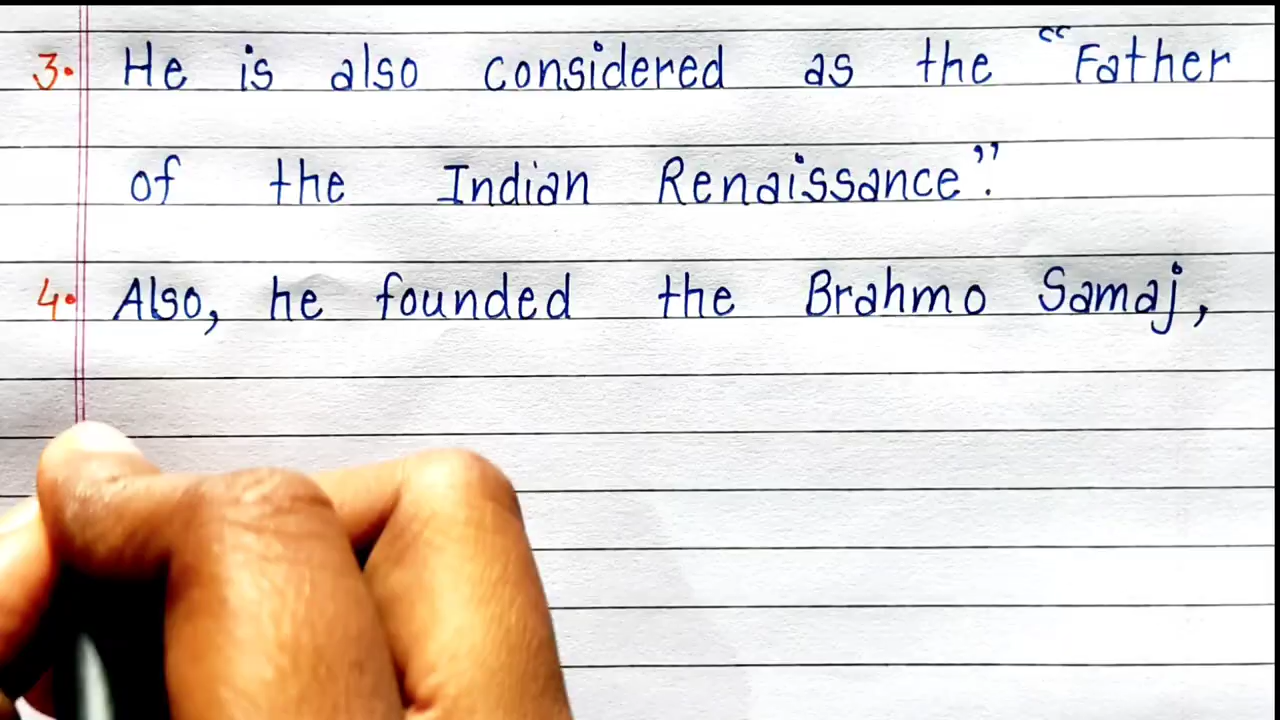 3. He is also considered as the “Father
of the Indian Renaissance”.
4. Also, he founded the Brahmo Samaj,